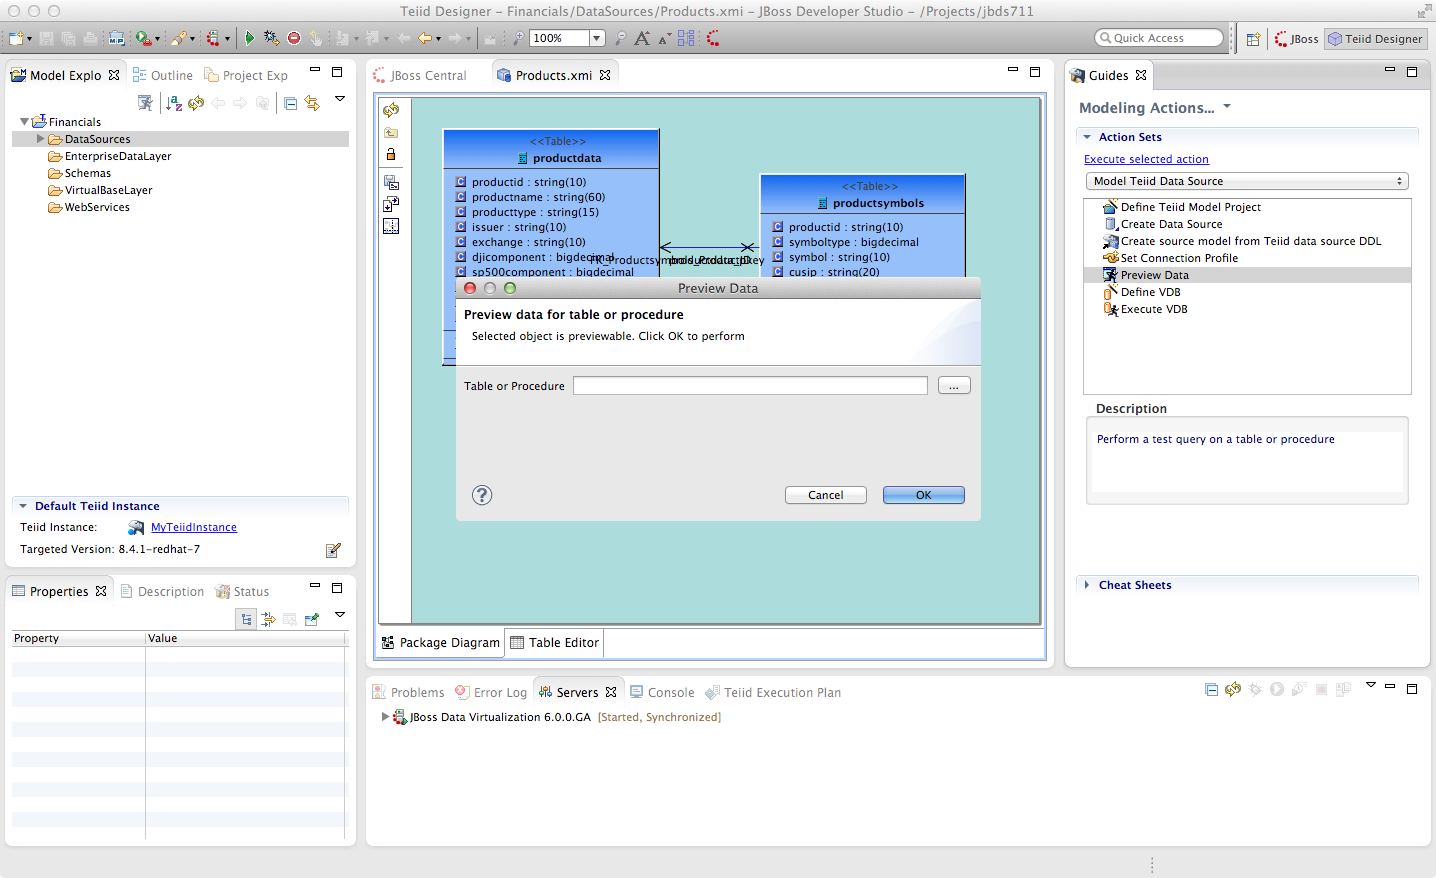 Teiid Designer – Financials/DataSources/Products.xmi – JBoss Developer Studio – /Projects/jbds711
100%
Quick Access
JBoss
Teiid Designer
Model Explo
Outline
Project Exp
Financials
DataSources
EnterpriseDataLayer
Schemas
VirtualBaseLayer
WebServices
Default Teiid Instance
Teiid Instance: MyTeiidInstance
Targeted Version: 8.4.1-redhat-7
Properties
Description
Status
Property Value
JBoss Central
Products.xmi
<<Table>>
productdata
productid : string(10)
productname : string(60)
producttype : string(15)
issuer : string(10)
exchange : string(10)
djicomponent : bigdecimal
sp500component : bigdecimal
<<Table>>
productsymbols
productid : string(10)
symboltype : bigdecimal
symbol : string(10)
cusip : string(20)
Preview Data
Preview data for table or procedure
Selected object is previewable. Click OK to perform
Table or Procedure
...
?
Cancel
OK
Package Diagram
Table Editor
Problems
Error Log
Servers
Console
Teiid Execution Plan
JBoss Data Virtualization 6.0.0.GA [Started, Synchronized]
Guides
Modeling Actions...
Action Sets
Execute selected action
Model Teiid Data Source
Define Teiid Model Project
Create Data Source
Create source model from Teiid data source DDL
Set Connection Profile
Preview Data
Define VDB
Execute VDB
Description
Perform a test query on a table or procedure
Cheat Sheets